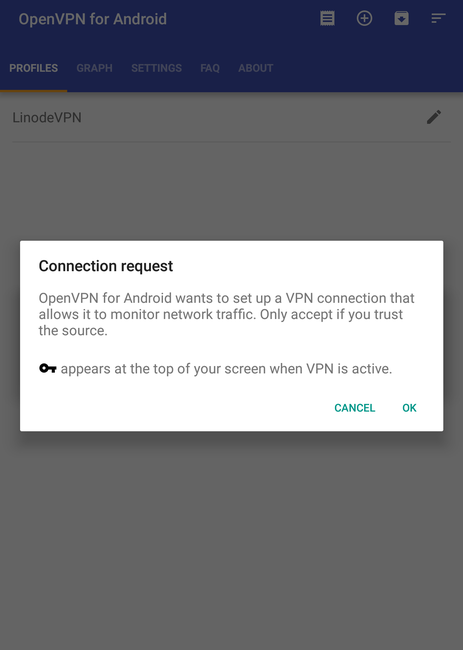 OpenVPN for Android
PROFILES GRAPH SETTINGS FAQ ABOUT
LinodeVPN
Connection request
OpenVPN for Android wants to set up a VPN connection that
allows it to monitor network traffic. Only accept if you trust
the source.
appears at the top of your screen when VPN is active.
CANCEL OK